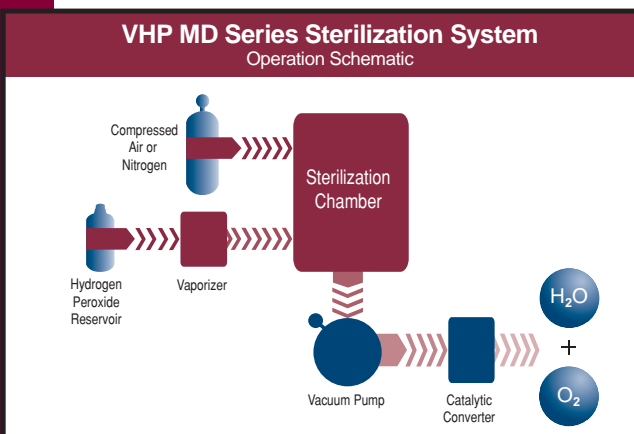 VHP MD Series Sterilization System
Operation Schematic
Compressed
Air or
Nitrogen
Sterilization
Chamber
Hydrogen
Peroxide
Reservoir
Vaporizer
H₂O
+
O₂
Vacuum Pump
Catalytic
Converter